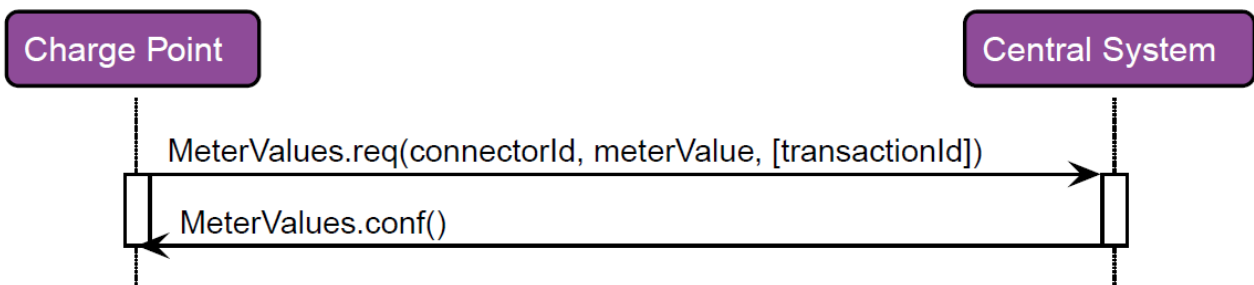 Charge Point
Central System
MeterValues.req(connectorId, meterValue, [transactionId])
MeterValues.conf()